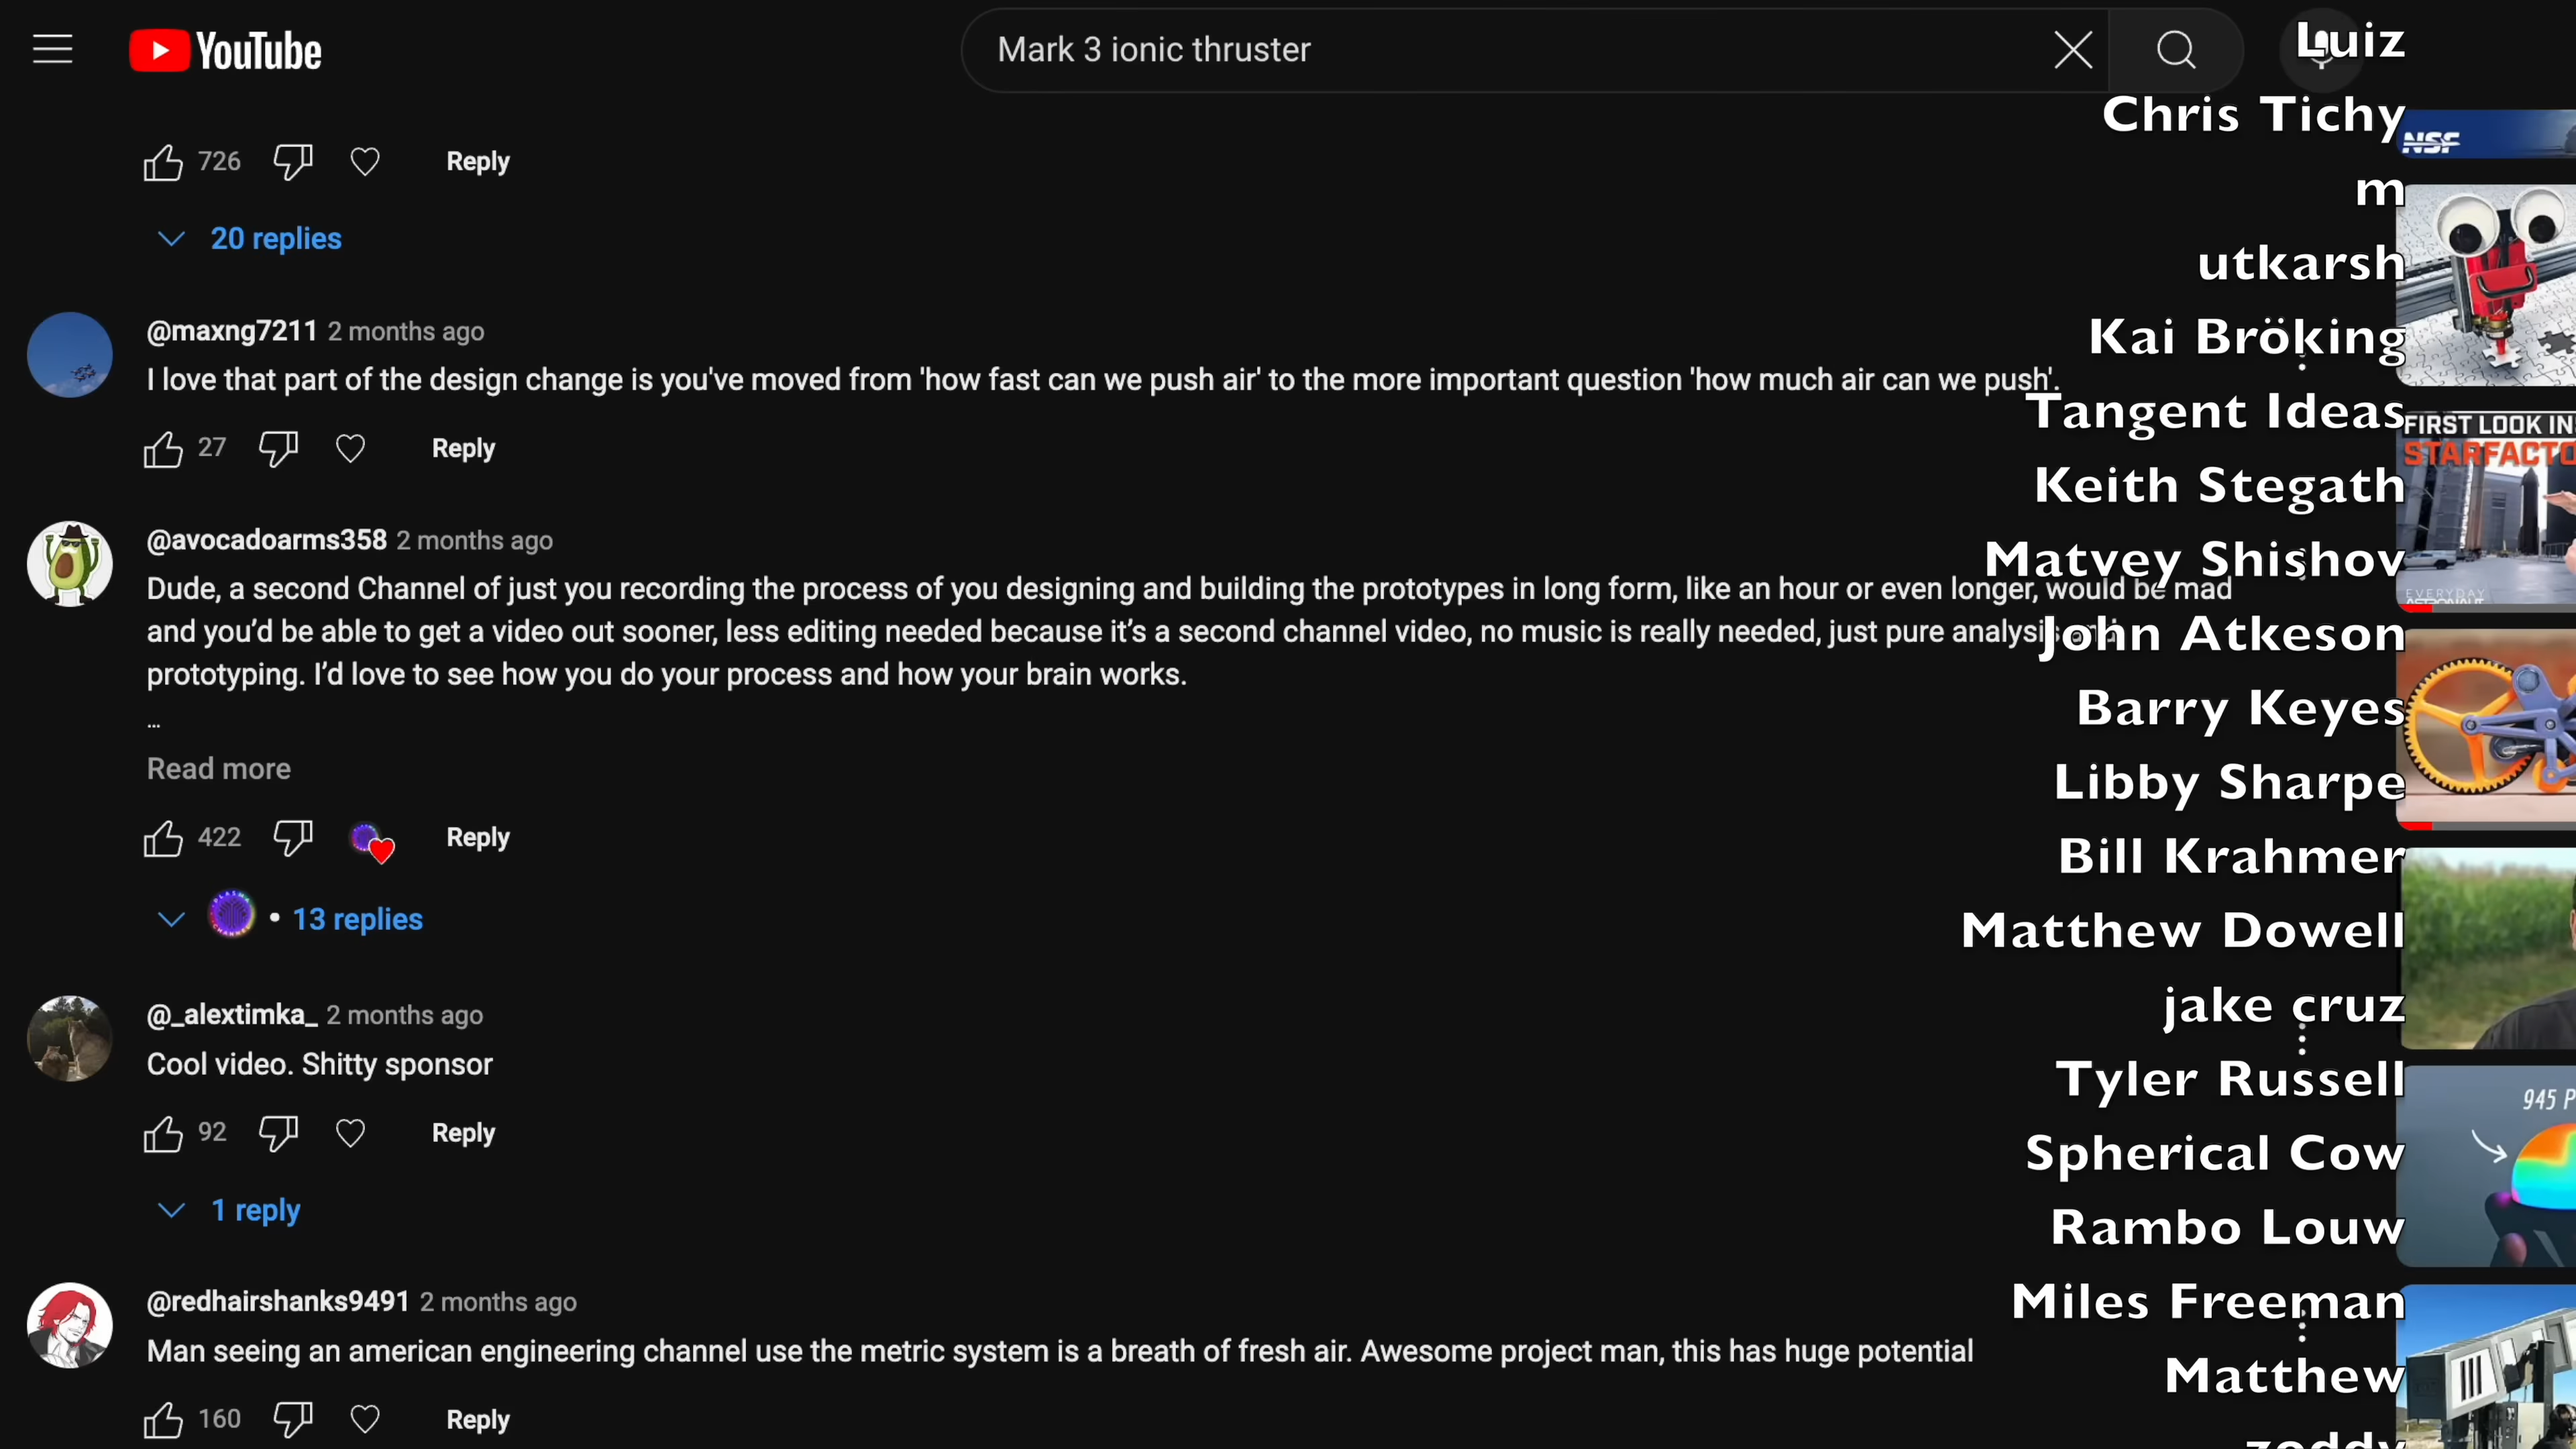 YouTube
Mark 3 ionic thruster
726
Reply
20 replies
@maxng7211 2 months ago
I love that part of the design change is you've moved from 'how fast can we push air' to the more important question 'how much air can we push'.
27
Reply
@avocadoarms358 2 months ago
Dude, a second Channel of just you recording the process of you designing and building the prototypes in long form, like an hour or even longer, would be mad
and you'd be able to get a video out sooner, less editing needed because it's a second channel video, no music is really needed, just pure analysis
prototyping. I'd love to see how you do your process and how your brain works.
...
Read more
422
Reply
13 replies
@_alextimka_ 2 months ago
Cool video. Shitty sponsor
92
Reply
1 reply
@redhairshanks9491 2 months ago
Man seeing an american engineering channel use the metric system is a breath of fresh air. Awesome project man, this has huge potential
160
Reply
Luiz
Chris Tichy
m
utkarsh
Kai Bröking
Tangent Ideas
Keith Stegath
Matvey Shishov
John Atkeson
Barry Keyes
Libby Sharpe
Bill Krahmer
Matthew Dowell
jake cruz
Tyler Russell
Spherical Cow
Rambo Louw
Miles Freeman
Matthew
zeddy
NSF
FIRST LOOK IN
STARFACTO
EVERYDAY
ASTRONAUT
945 P